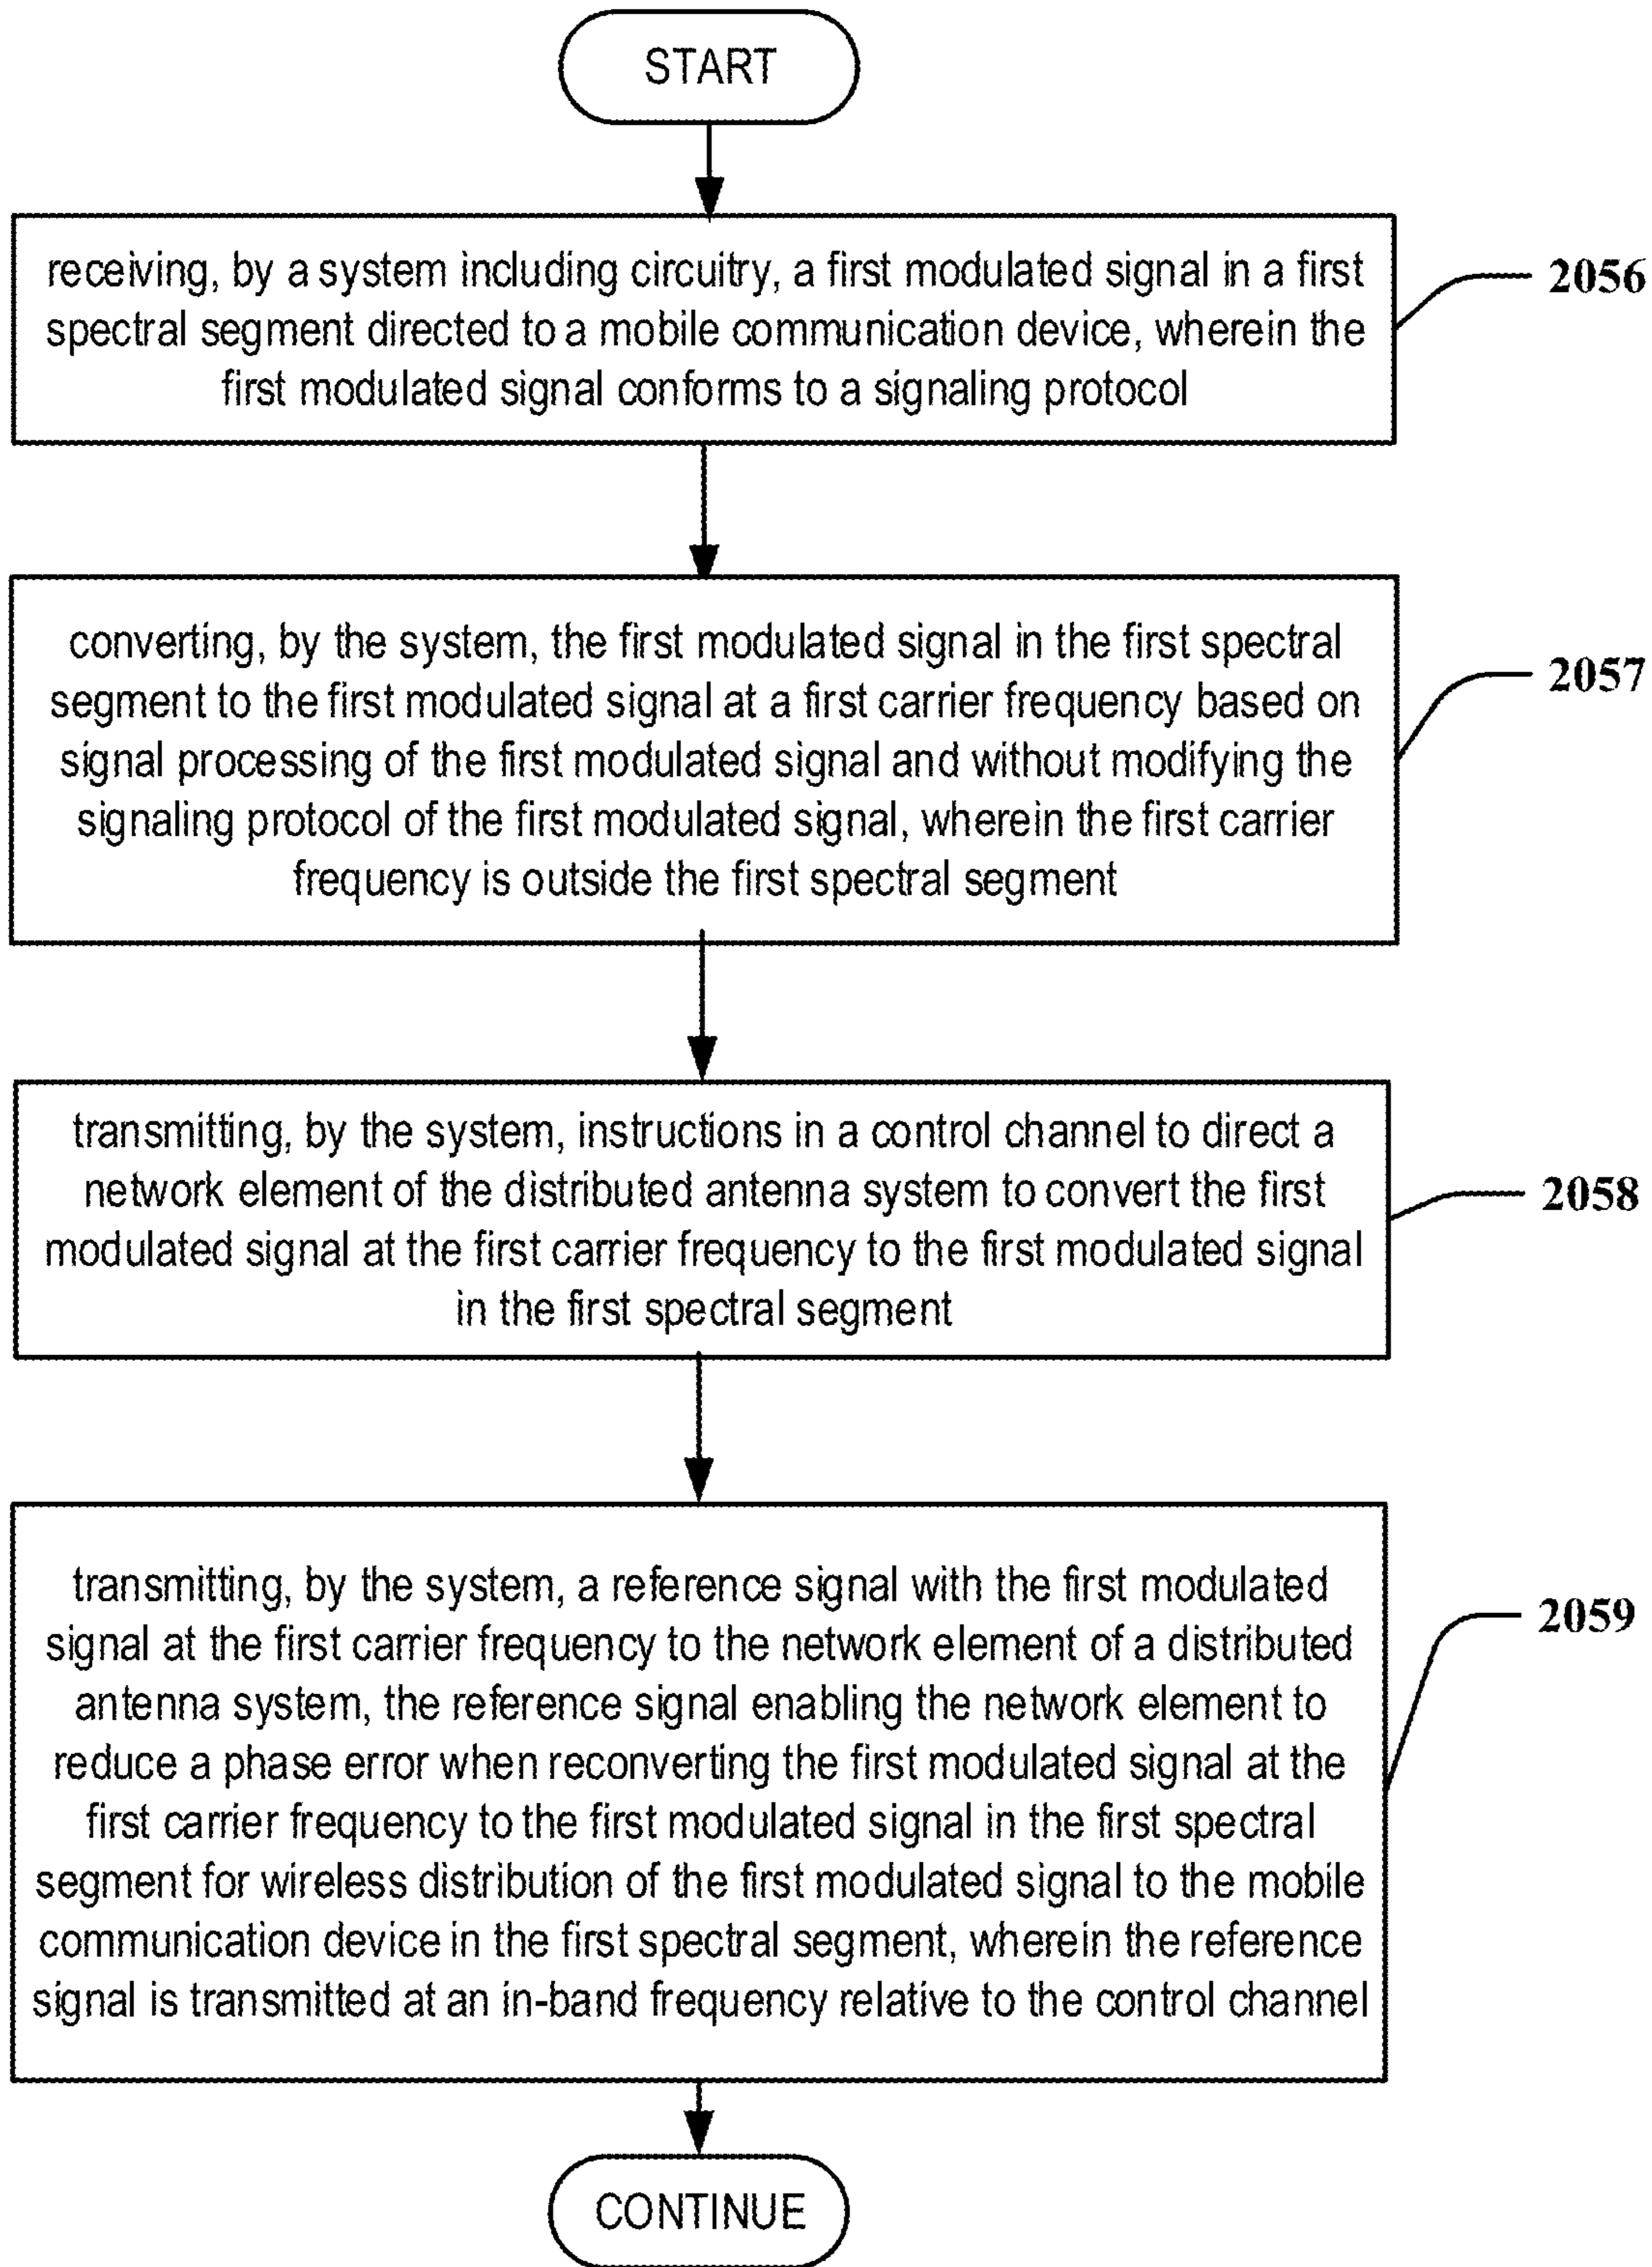 START
receiving, by a system including circuitry, a first modulated signal in a first
spectral segment directed to a mobile communication device, wherein the
first modulated signal conforms to a signaling protocol
2056
converting, by the system, the first modulated signal in the first spectral
segment to the first modulated signal at a first carrier frequency based on
signal processing of the first modulated signal and without modifying the
signaling protocol of the first modulated signal, wherein the first carrier
frequency is outside the first spectral segment
2057
transmitting, by the system, instructions in a control channel to direct a
network element of the distributed antenna system to convert the first
modulated signal at the first carrier frequency to the first modulated signal
in the first spectral segment
2058
transmitting, by the system, a reference signal with the first modulated
signal at the first carrier frequency to the network element of a distributed
antenna system, the reference signal enabling the network element to
reduce a phase error when reconverting the first modulated signal at the
first carrier frequency to the first modulated signal in the first spectral
segment for wireless distribution of the first modulated signal to the mobile
communication device in the first spectral segment, wherein the reference
signal is transmitted at an in-band frequency relative to the control channel
2059
CONTINUE